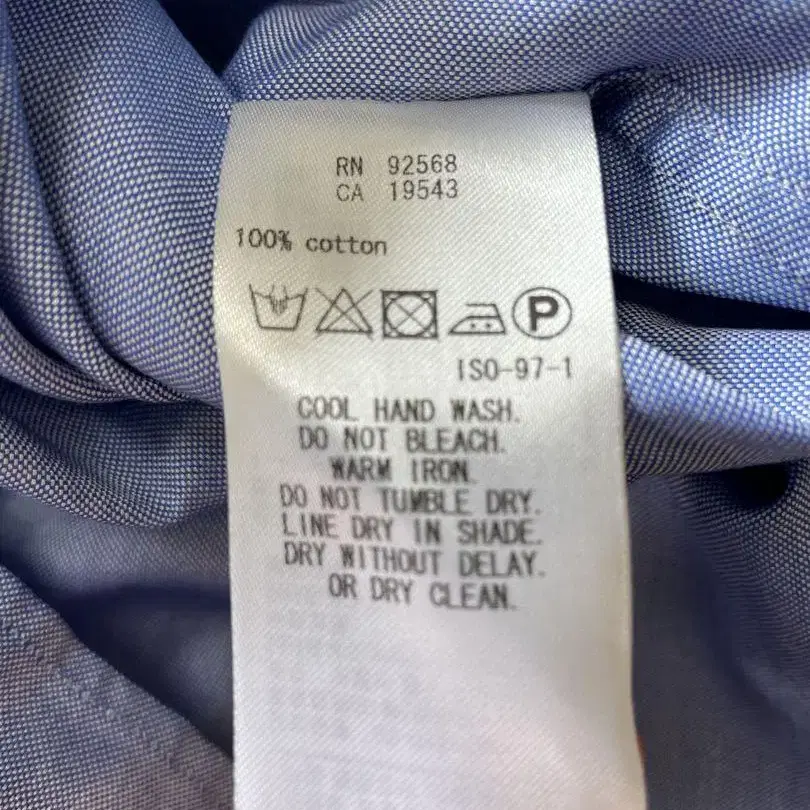 RN 92568
CA 19543
100% cotton
P
ISO-97-1
COOL HAND WASH.
DO NOT BLEACH.
WARM IRON.
DO NOT TUMBLE DRY.
LINE DRY IN SHADE.
DRY WITHOUT DELAY.
OR DRY CLEAN.